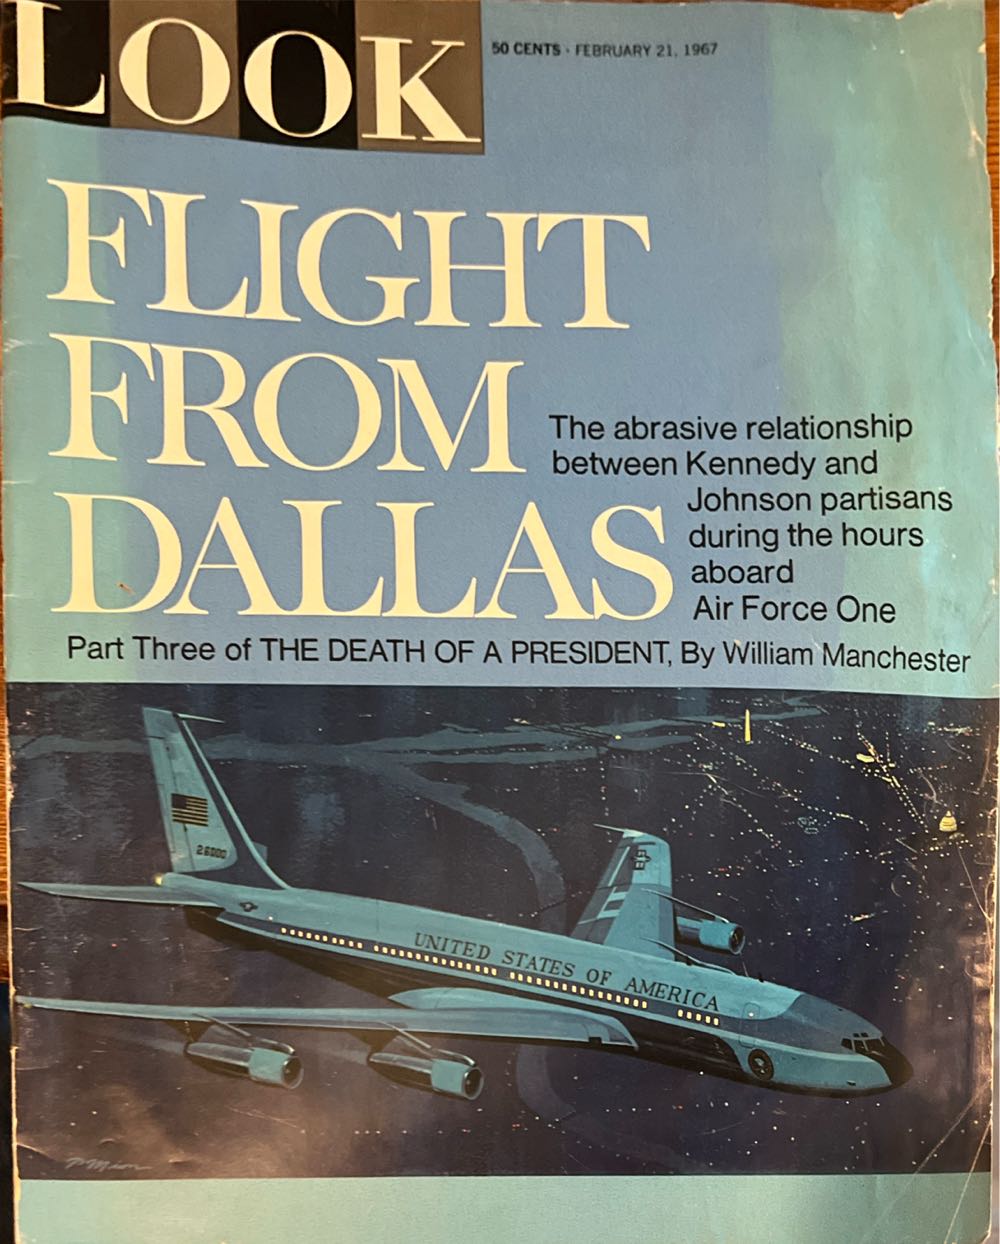 LOOK
50 CENTS · FEBRUARY 21, 1967
FLIGHT
FROM
DALLAS
The abrasive relationship
between Kennedy and
Johnson partisans
during the hours
aboard
Air Force One
Part Three of THE DEATH OF A PRESIDENT, By William Manchester
26000
UNITED STATES OF AMERICA